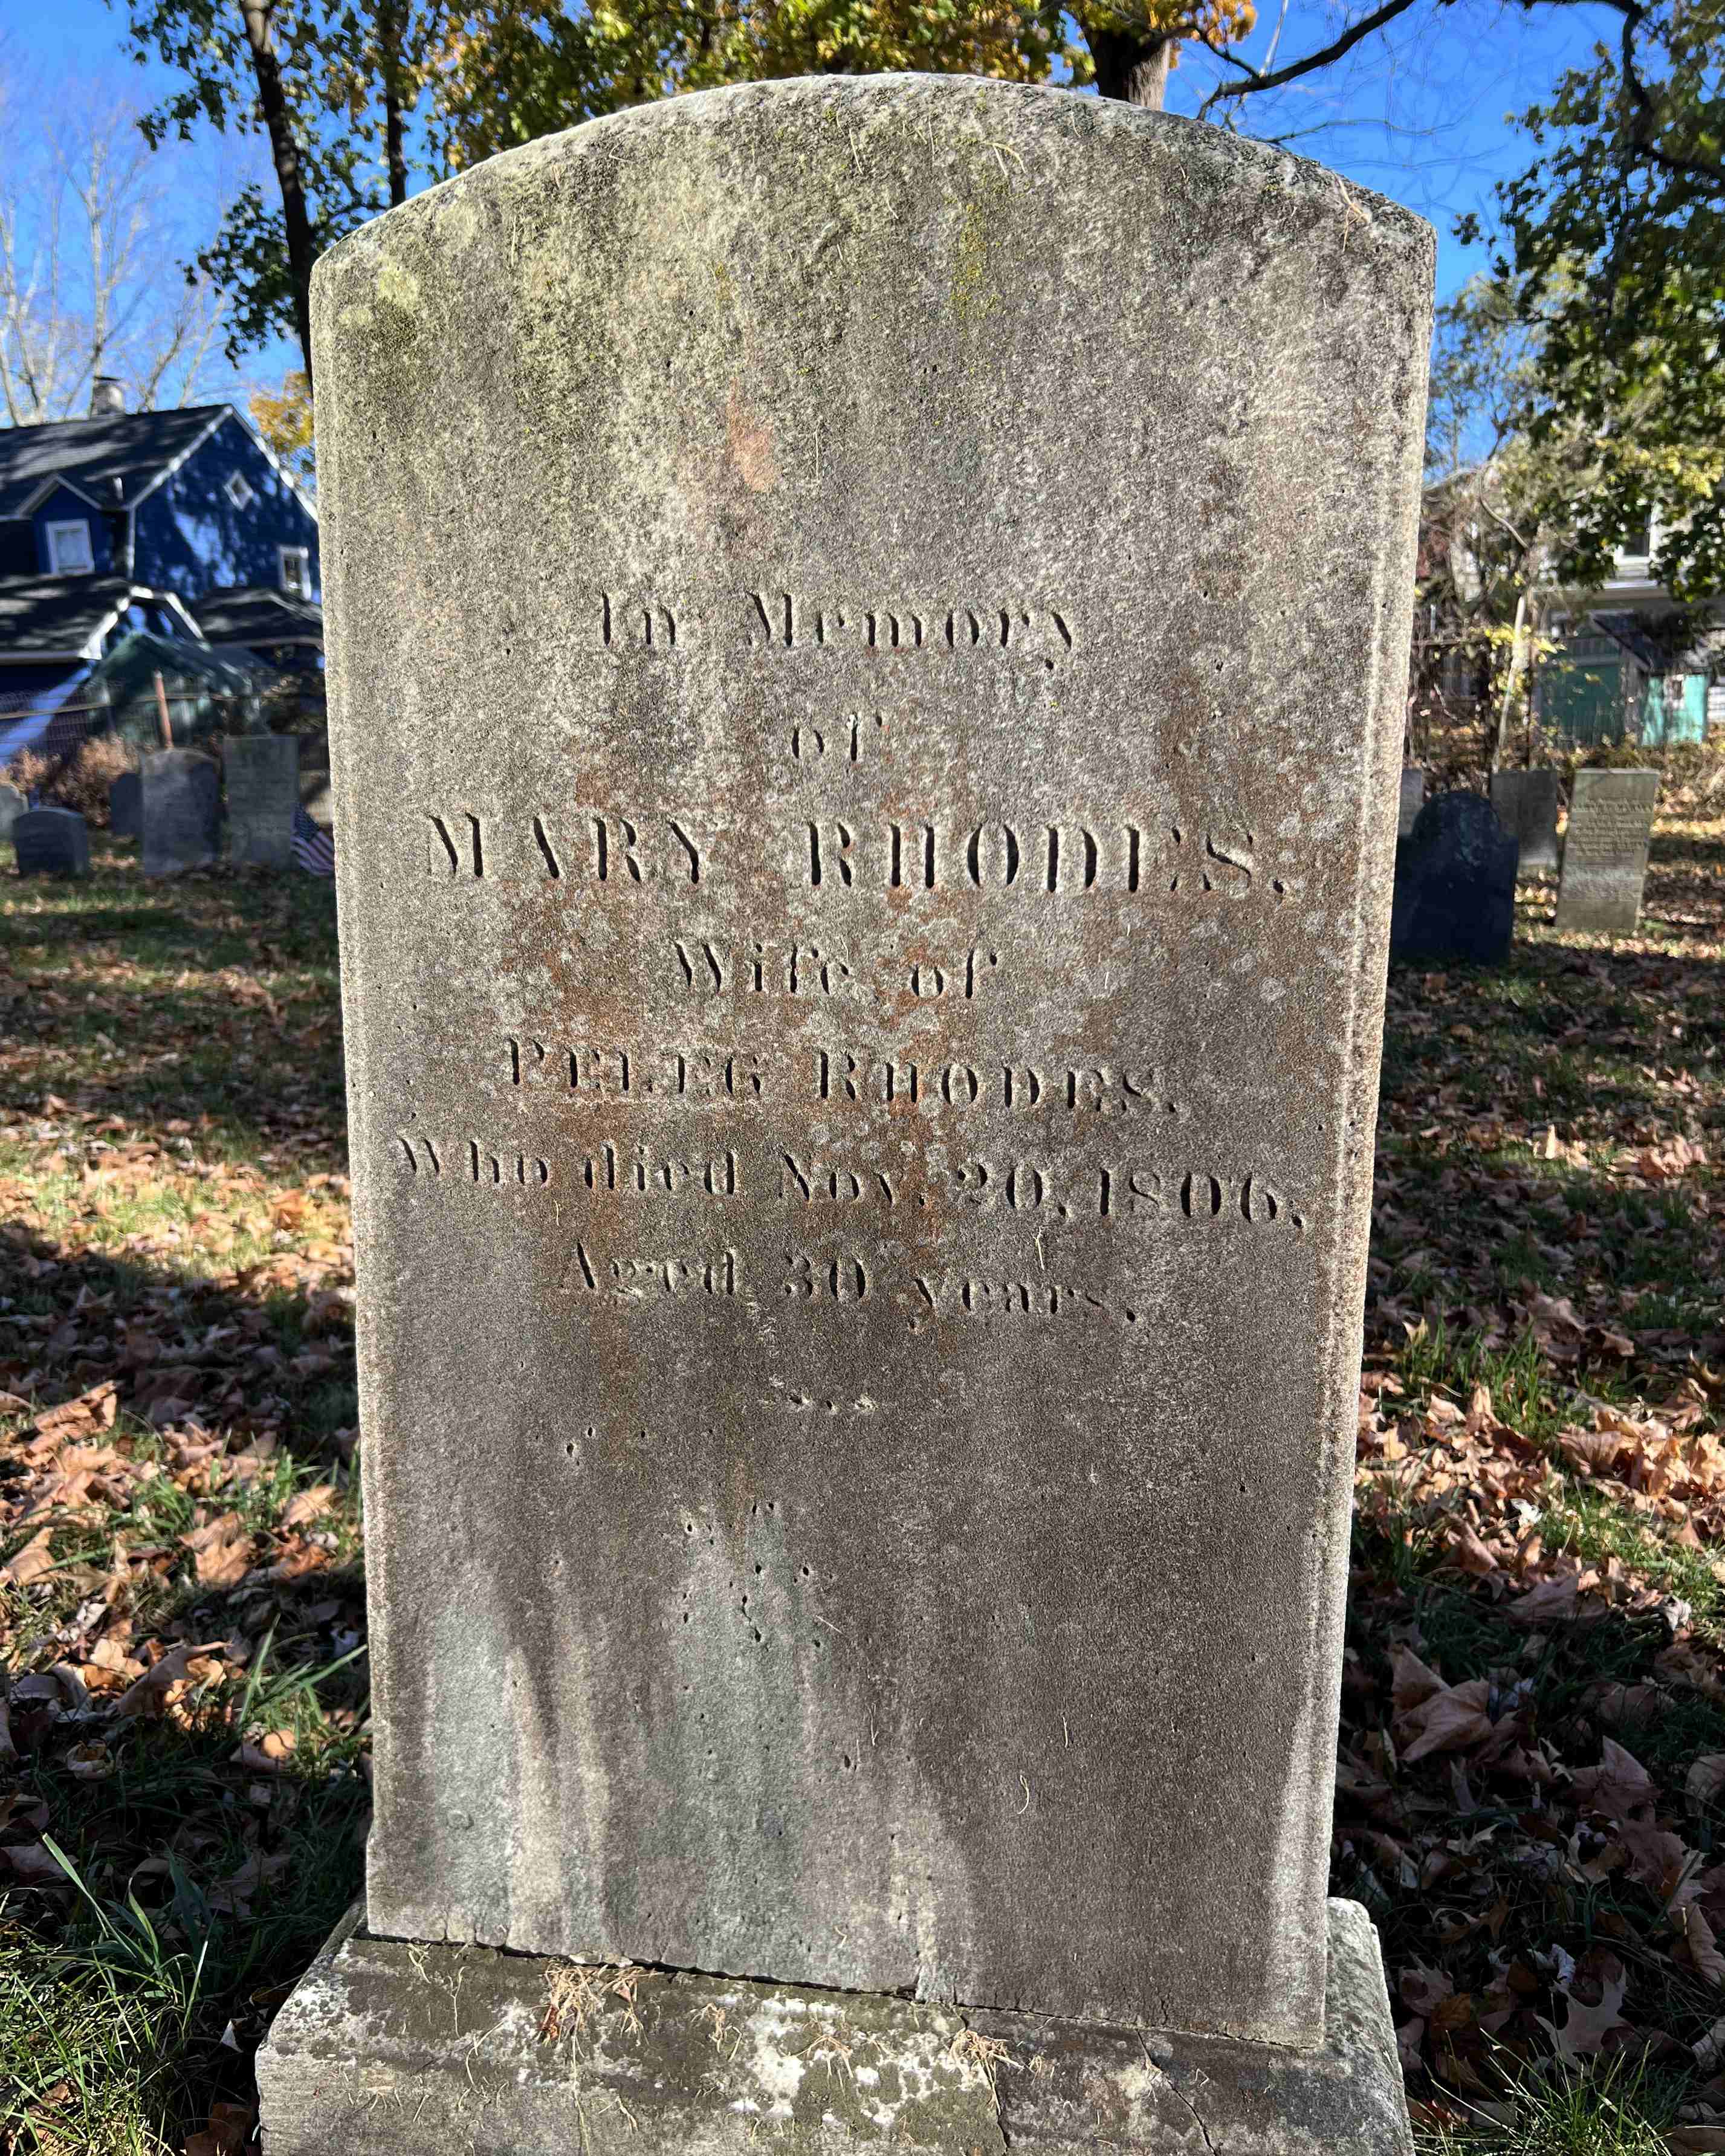 In Memory
of
MARY RHODES.
Wife of
PELEG RHODES,
Who died Nov. 20, 1806,
Aged 30 years.